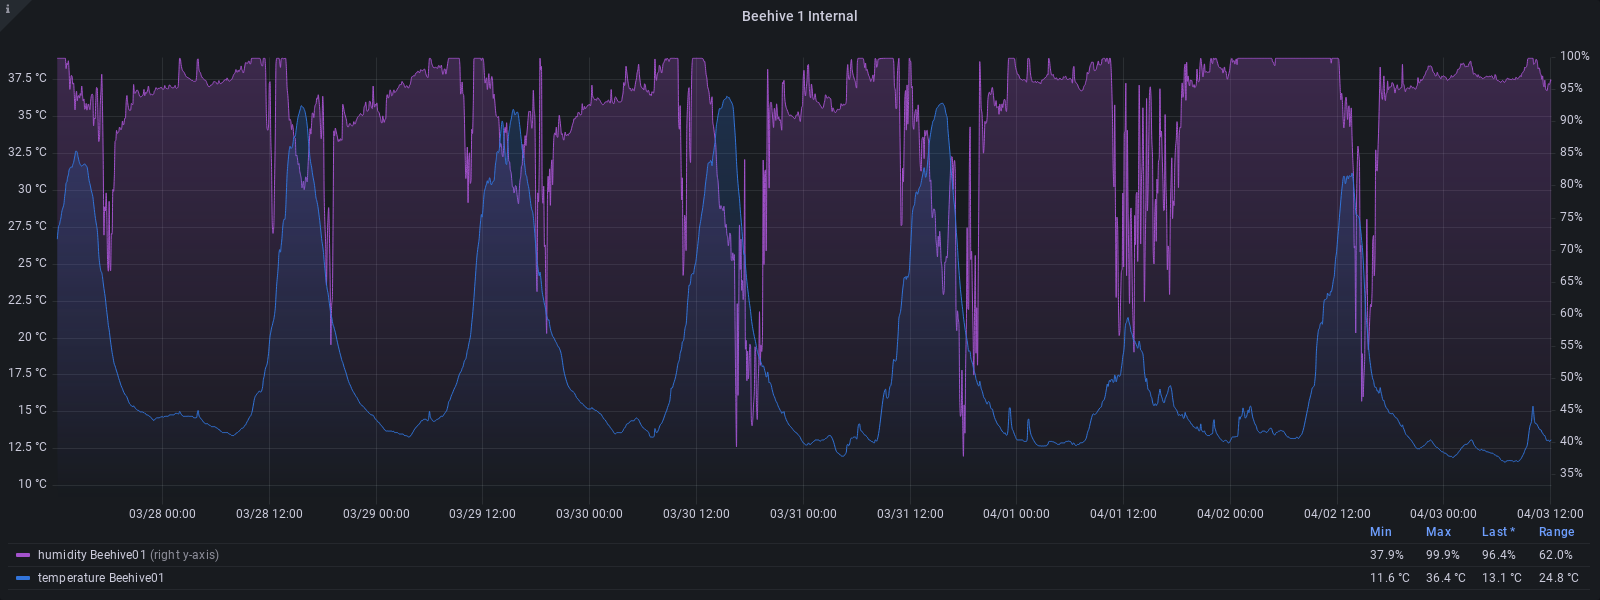 i
Beehive 1 Internal
37.5 °C
35 °C
32.5 °C
30 °C
27.5 °C
25 °C
22.5 °C
20 °C
17.5 °C
15 °C
12.5 °C
10 °C
100%
95%
90%
85%
80%
75%
70%
65%
60%
55%
50%
45%
40%
35%
03/28 00:00 03/28 12:00 03/29 00:00 03/29 12:00 03/30 00:00 03/30 12:00 03/31 00:00 03/31 12:00 04/01 00:00 04/01 12:00 04/02 00:00 04/02 12:00 04/03 00:00 04/03 12:00
Min Max Last * Range
humidity Beehive01 (right y-axis) 37.9% 99.9% 96.4% 62.0%
temperature Beehive01 11.6 °C 36.4 °C 13.1 °C 24.8 °C